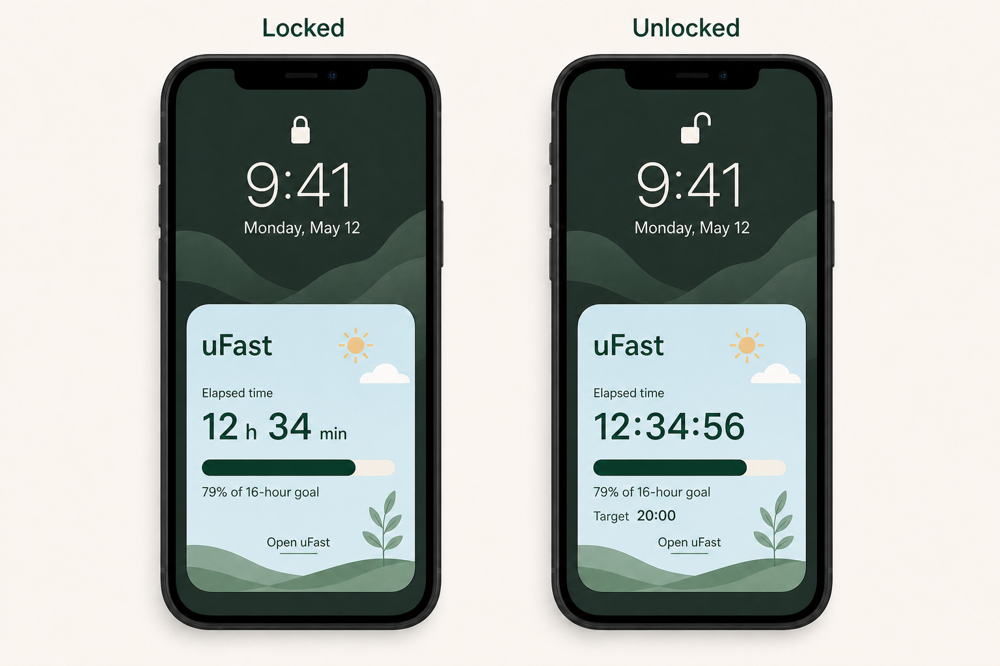 Locked
9:41
Monday, May 12
uFast
Elapsed time
12 h 34 min
79% of 16-hour goal
Open uFast
Unlocked
9:41
Monday, May 12
uFast
Elapsed time
12:34:56
79% of 16-hour goal
Target 20:00
Open uFast